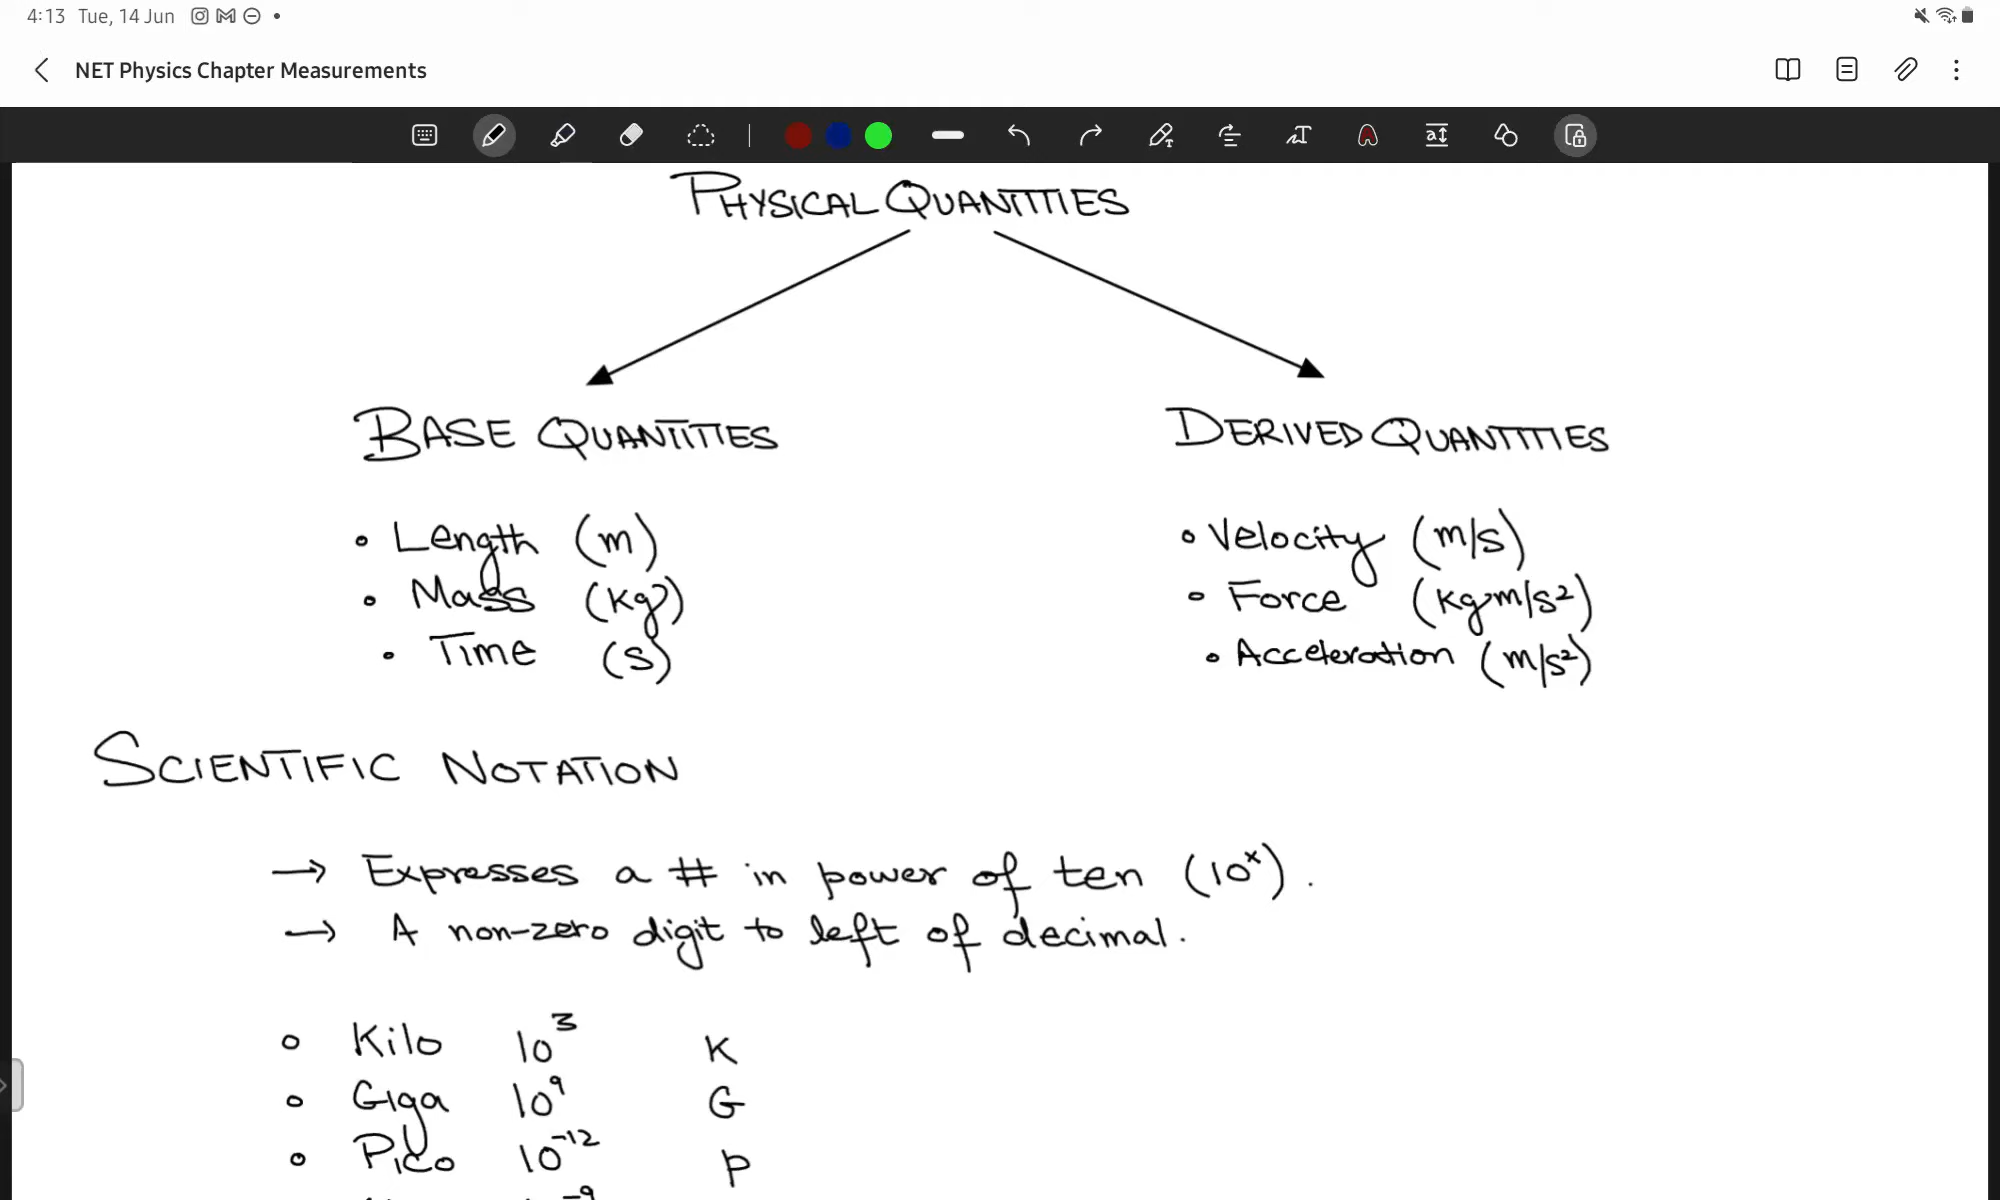 4:13 Tue, 14 Jun
NET Physics Chapter Measurements
PHYSICAL QUANTITIES
BASE QUANTITIES
DERIVED QUANTITIES
• Length (m)
• Velocity (m/s)
• Mass (kg)
• Force (kgm/s²)
• Time (s)
• Acceleration (m/s²)
SCIENTIFIC NOTATION
→ Expresses a # in power of ten (10ˣ).
→ A non-zero digit to left of decimal.
• Kilo 10³ K
• Giga 10⁹ G
• Pico 10⁻¹² p